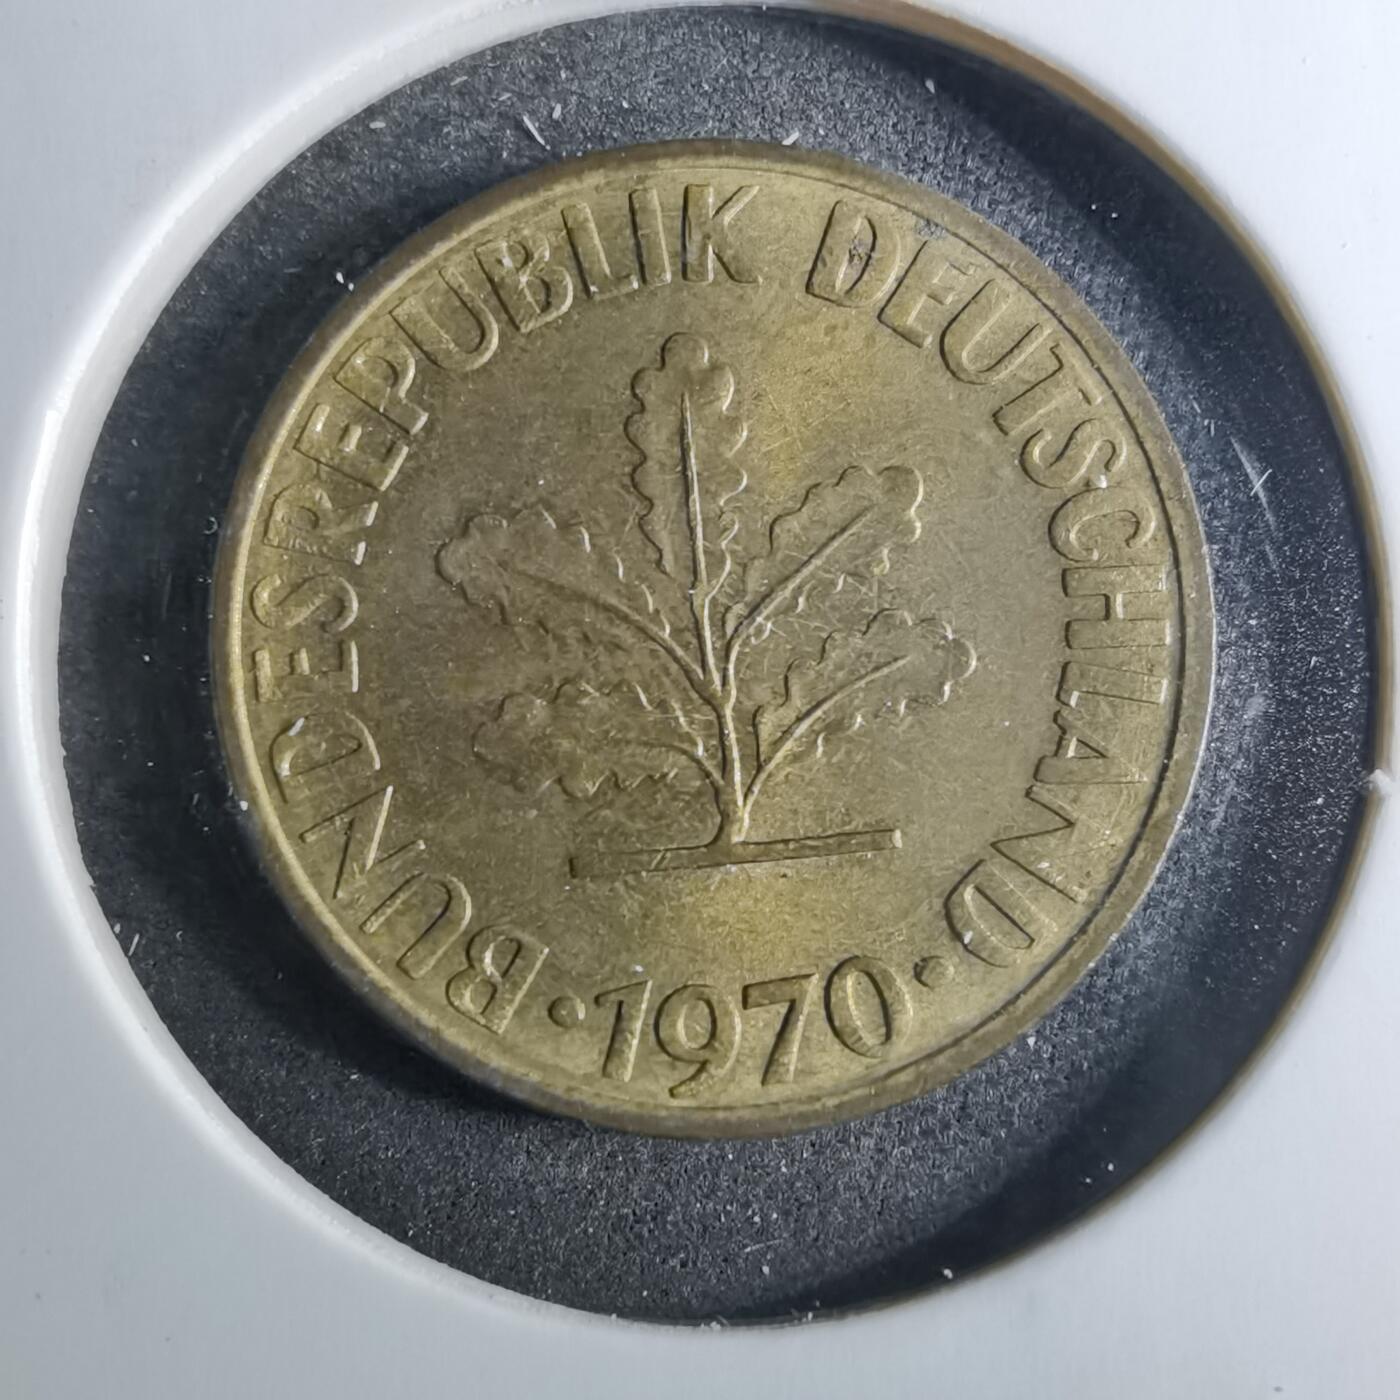 BUNDESREPUBLIK DEUTSCHLAND
· 1970 ·